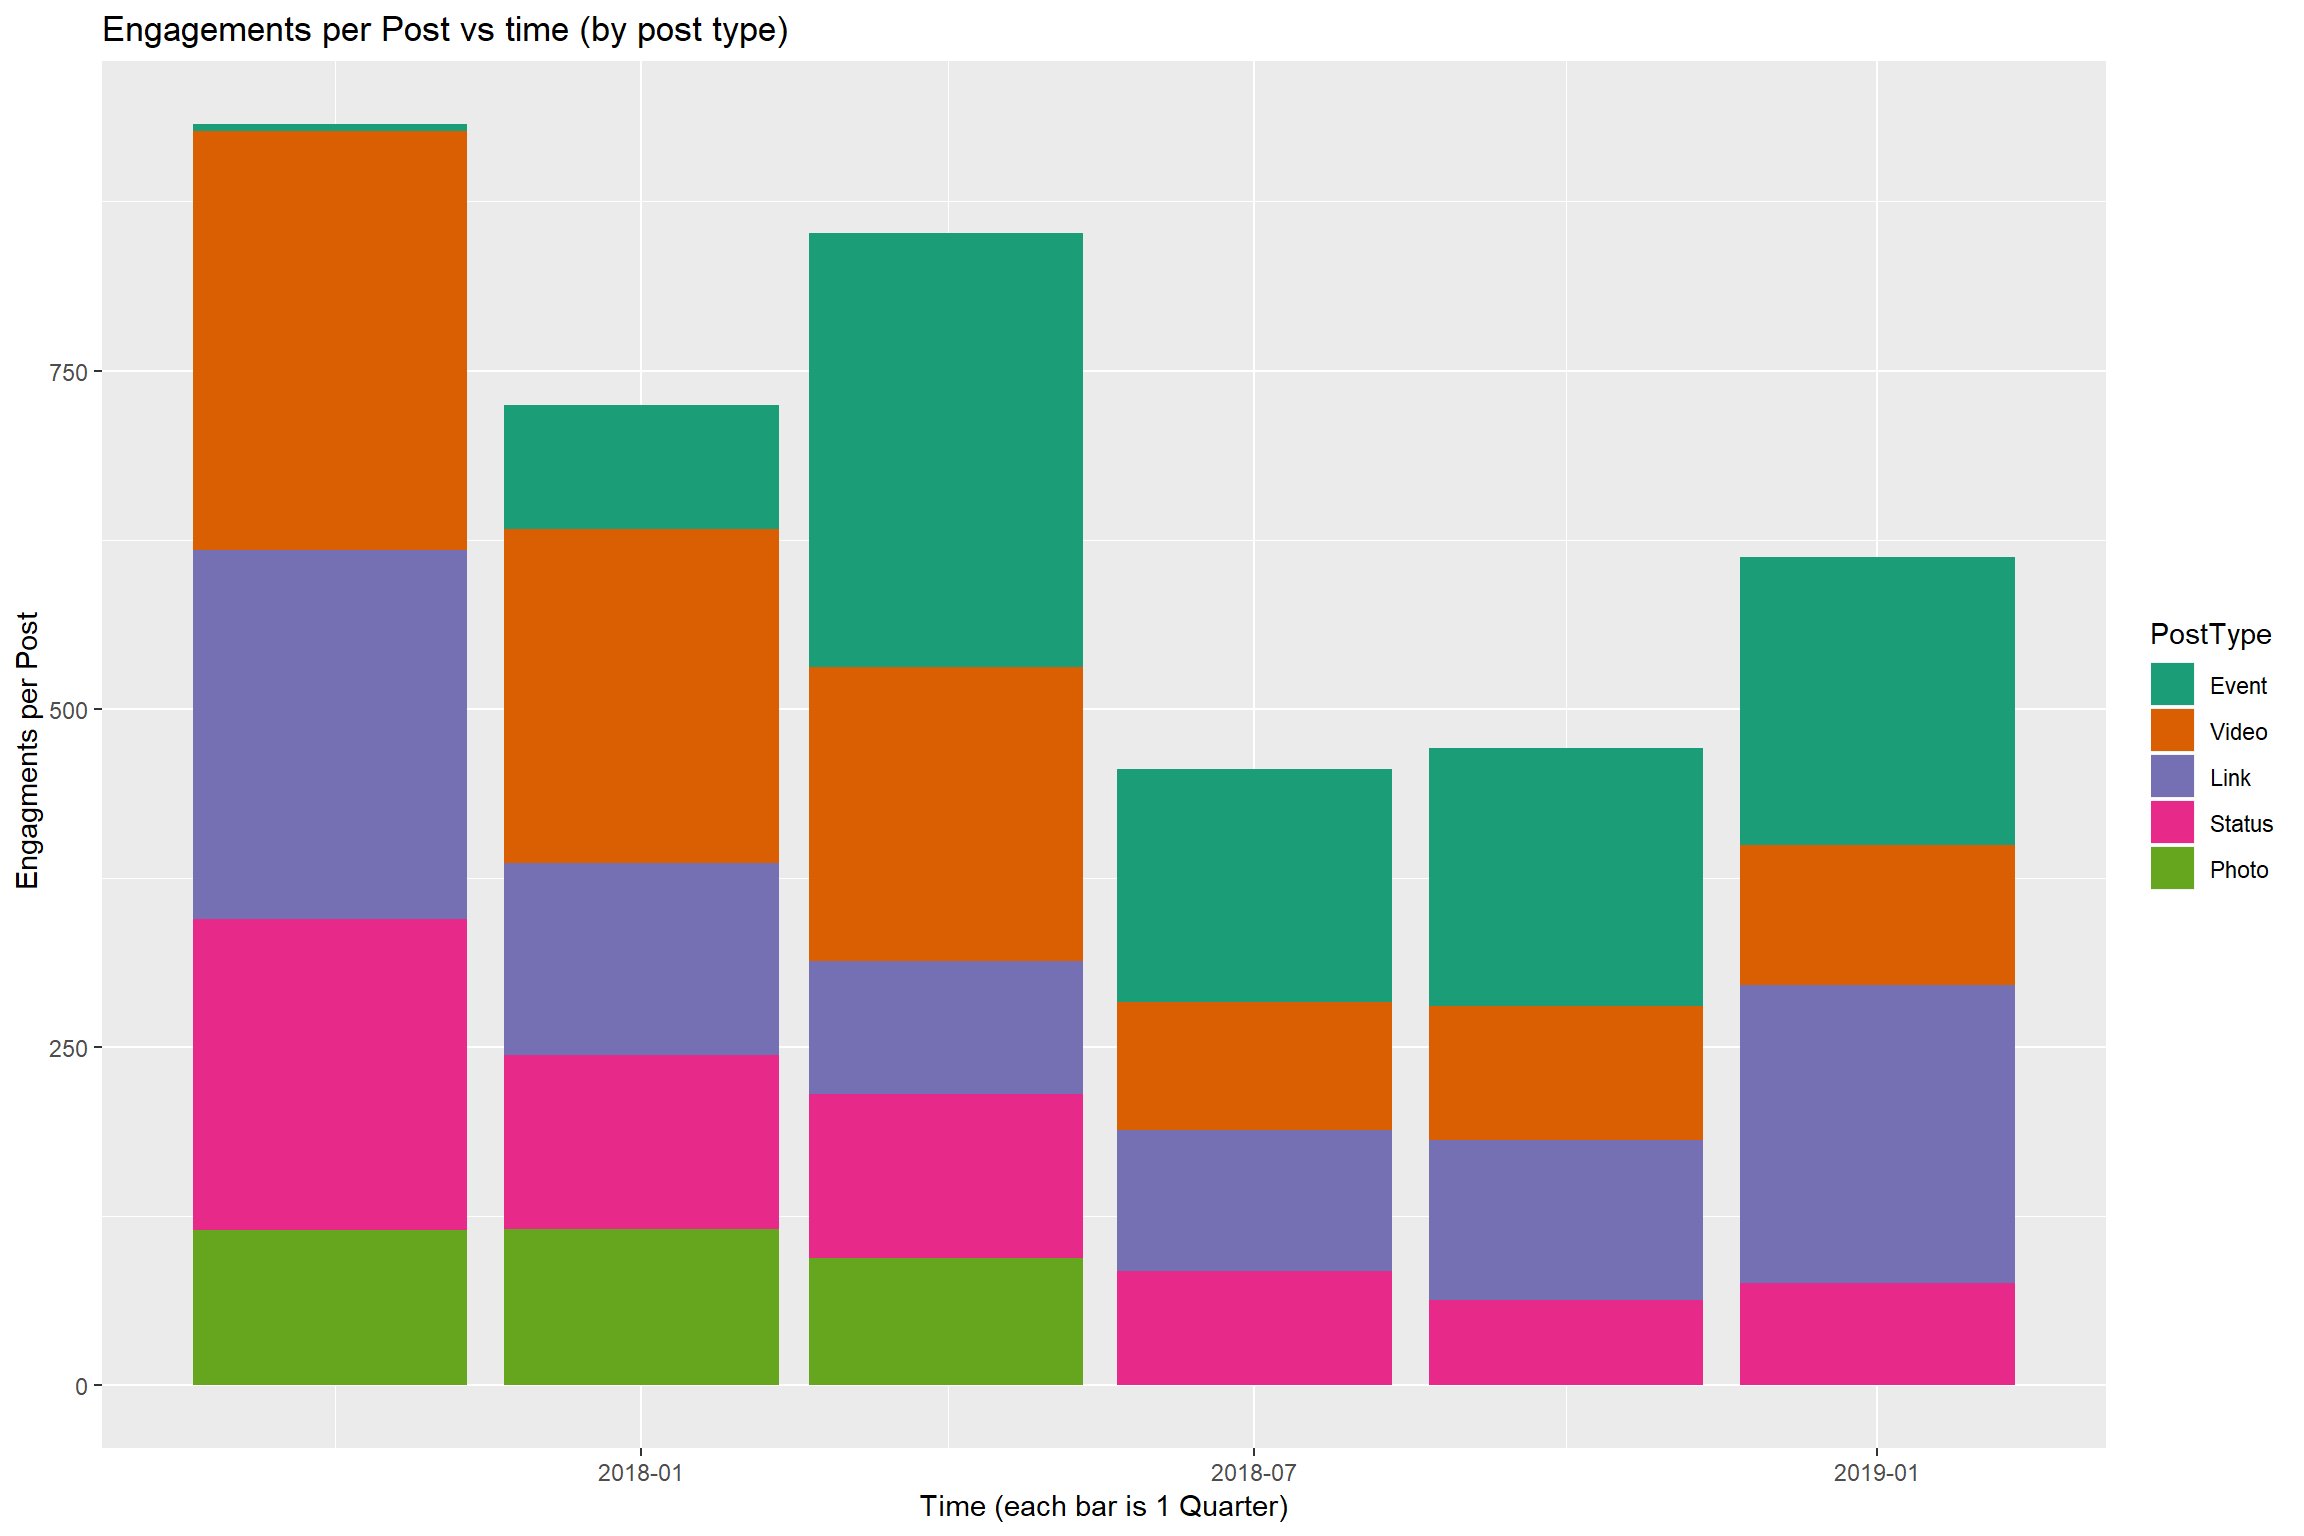 Engagements per Post vs time (by post type)
Engagments per Post
750
500
250
0
2018-01
2018-07
2019-01
Time (each bar is 1 Quarter)
PostType
Event
Video
Link
Status
Photo